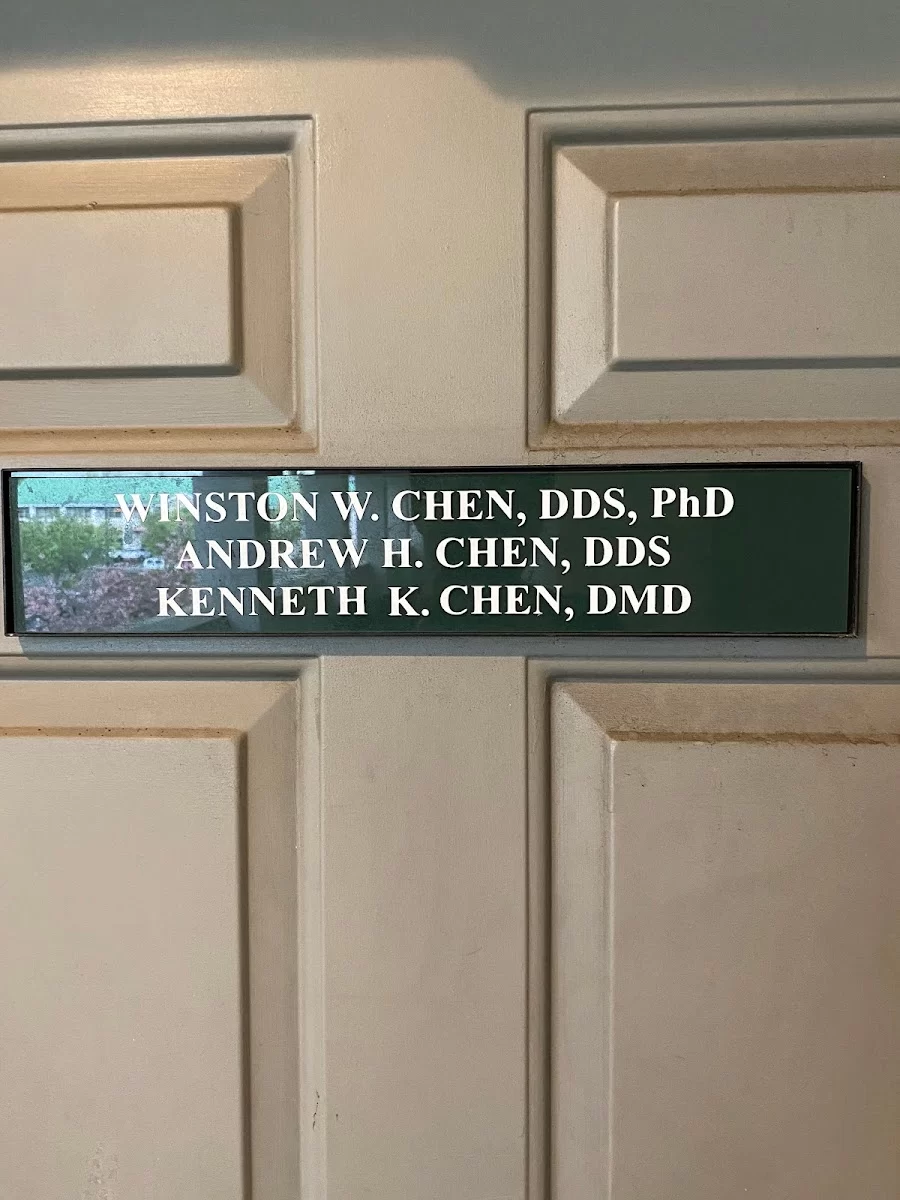 WINSTON W. CHEN, DDS, PhD
ANDREW H. CHEN, DDS
KENNETH K. CHEN, DMD